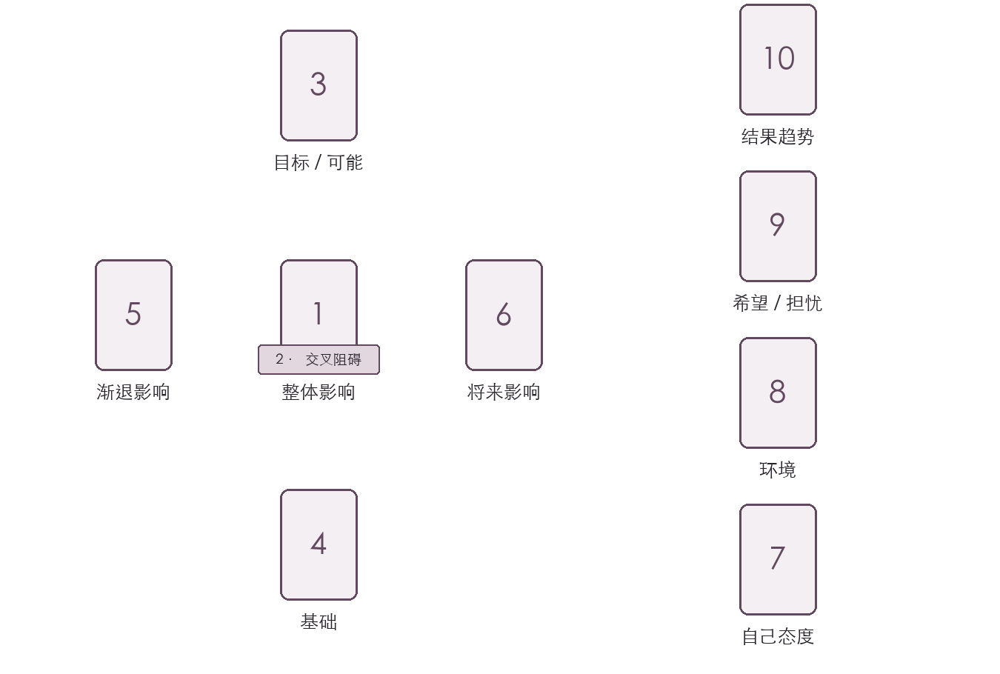 3
目标 / 可能
5
渐退影响
1
2 · 交叉阻碍
整体影响
6
将来影响
4
基础
10
结果趋势
9
希望 / 担忧
8
环境
7
自己态度